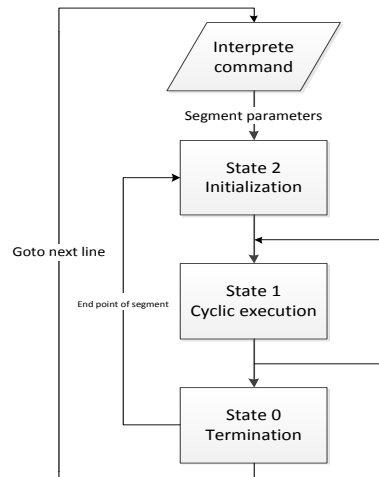 Interprete
command
Segment parameters
State 2
Initialization
Goto next line
End point of segment
State 1
Cyclic execution
State 0
Termination